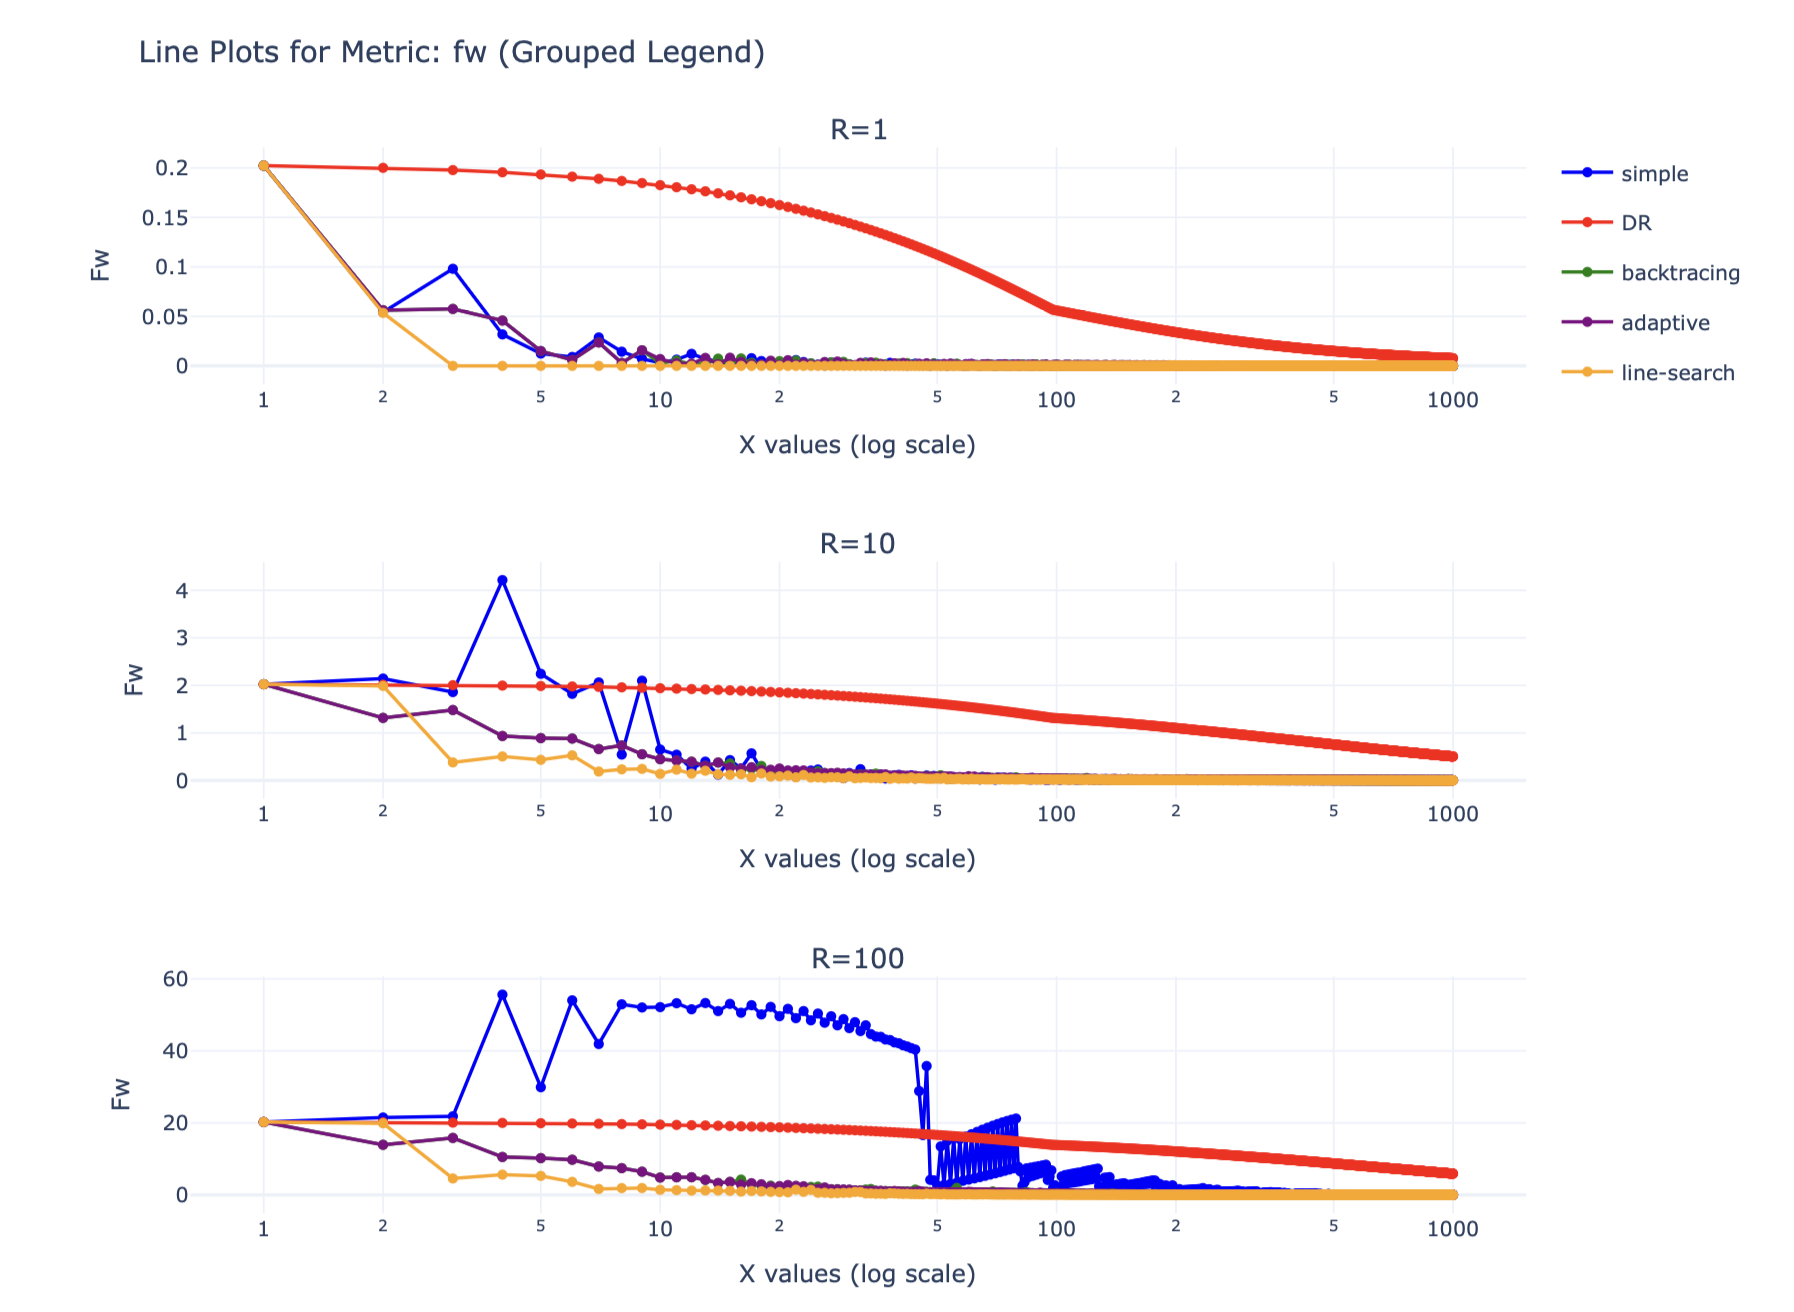 Line Plots for Metric: fw (Grouped Legend)
R=1
Fw
0.2
0.15
0.1
0.05
0
1 2 5 10 2 5 100 2 5 1000
X values (log scale)
simple
DR
backtracing
adaptive
line-search
R=10
Fw
4
3
2
1
0
1 2 5 10 2 5 100 2 5 1000
X values (log scale)
R=100
Fw
60
40
20
0
1 2 5 10 2 5 100 2 5 1000
X values (log scale)